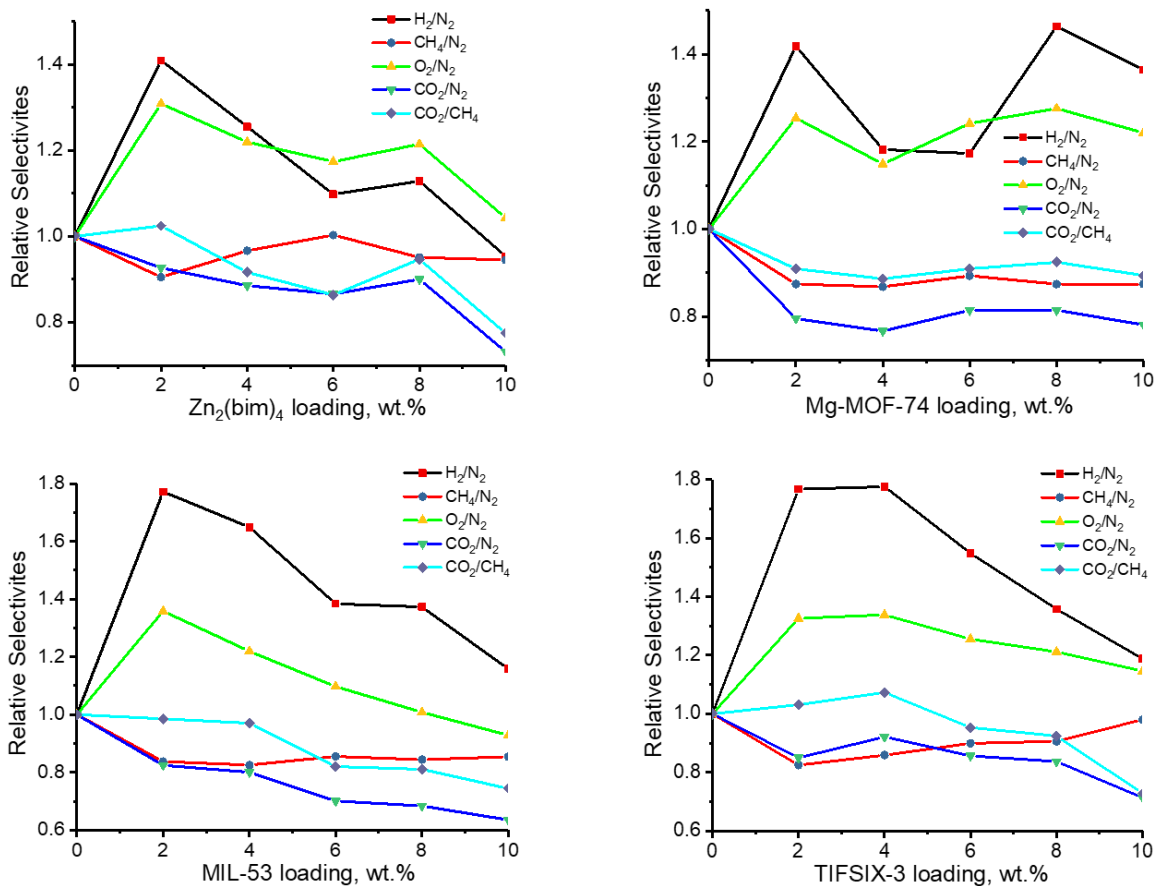 Relative Selectivites
1.4
1.2
1.0
0.8
0 2 4 6 8 10
Zn₂(bim)₄ loading, wt.%
H₂/N₂
CH₄/N₂
O₂/N₂
CO₂/N₂
CO₂/CH₄
Relative Selectivites
1.4
1.2
1.0
0.8
0 2 4 6 8 10
Mg-MOF-74 loading, wt.%
H₂/N₂
CH₄/N₂
O₂/N₂
CO₂/N₂
CO₂/CH₄
Relative Selectivites
1.8
1.6
1.4
1.2
1.0
0.8
0.6
0 2 4 6 8 10
MIL-53 loading, wt.%
H₂/N₂
CH₄/N₂
O₂/N₂
CO₂/N₂
CO₂/CH₄
Relative Selectivites
1.8
1.6
1.4
1.2
1.0
0.8
0.6
0 2 4 6 8 10
TIFSIX-3 loading, wt.%
H₂/N₂
CH₄/N₂
O₂/N₂
CO₂/N₂
CO₂/CH₄